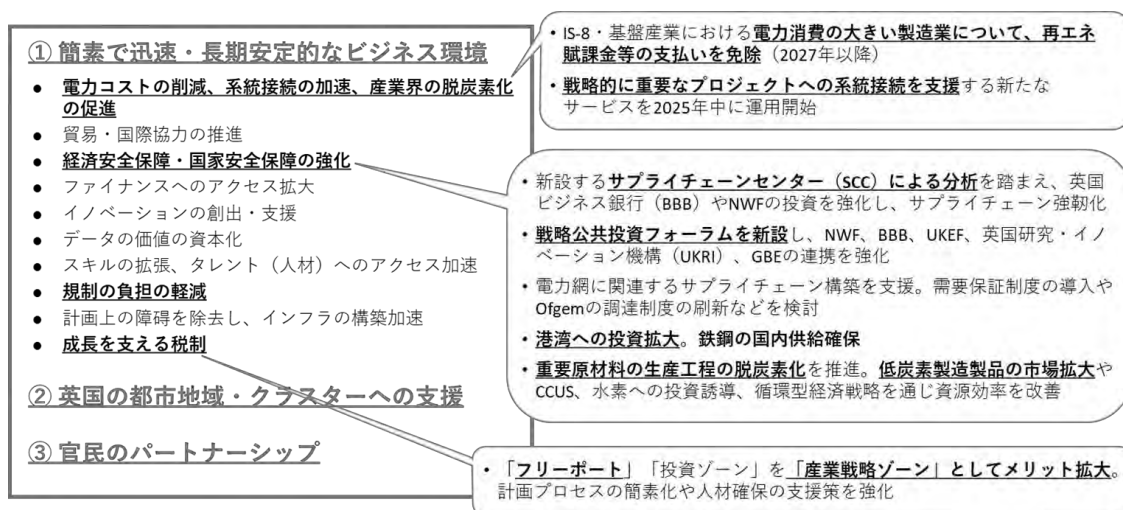 ① 簡素で迅速・長期安定的なビジネス環境
● 電力コストの削減、系統接続の加速、産業界の脱炭素化
の促進
● 貿易・国際協力の推進
● 経済安全保障・国家安全保障の強化
● ファイナンスへのアクセス拡大
● イノベーションの創出・支援
● データの価値の資本化
● スキルの拡張、タレント（人材）へのアクセス加速
● 規制の負担の軽減
● 計画上の障碍を除去し、インフラの構築加速
● 成長を支える税制
② 英国の都市地域・クラスターへの支援
③ 官民のパートナーシップ
・IS-8・基盤産業における電力消費の大きい製造業について、再エネ
賦課金等の支払いを免除（2027年以降）
・戦略的に重要なプロジェクトへの系統接続を支援する新たな
サービスを2025年中に運用開始
・新設するサプライチェーンセンター（SCC）による分析を踏まえ、英国
ビジネス銀行（BBB）やNWFの投資を強化し、サプライチェーン強靭化
・戦略公共投資フォーラムを新設し、NWF、BBB、UKEF、英国研究・イノ
ベーション機構（UKRI）、GBEの連携を強化
・電力網に関連するサプライチェーン構築を支援。需要保証制度の導入や
Ofgemの調達制度の刷新などを検討
・港湾への投資拡大。鉄鋼の国内供給確保
・重要原材料の生産工程の脱炭素化を推進。低炭素製造製品の市場拡大や
CCUS、水素への投資誘導、循環型経済戦略を通じ資源効率を改善
・「フリーポート」「投資ゾーン」を「産業戦略ゾーン」としてメリット拡大。
計画プロセスの簡素化や人材確保の支援策を強化